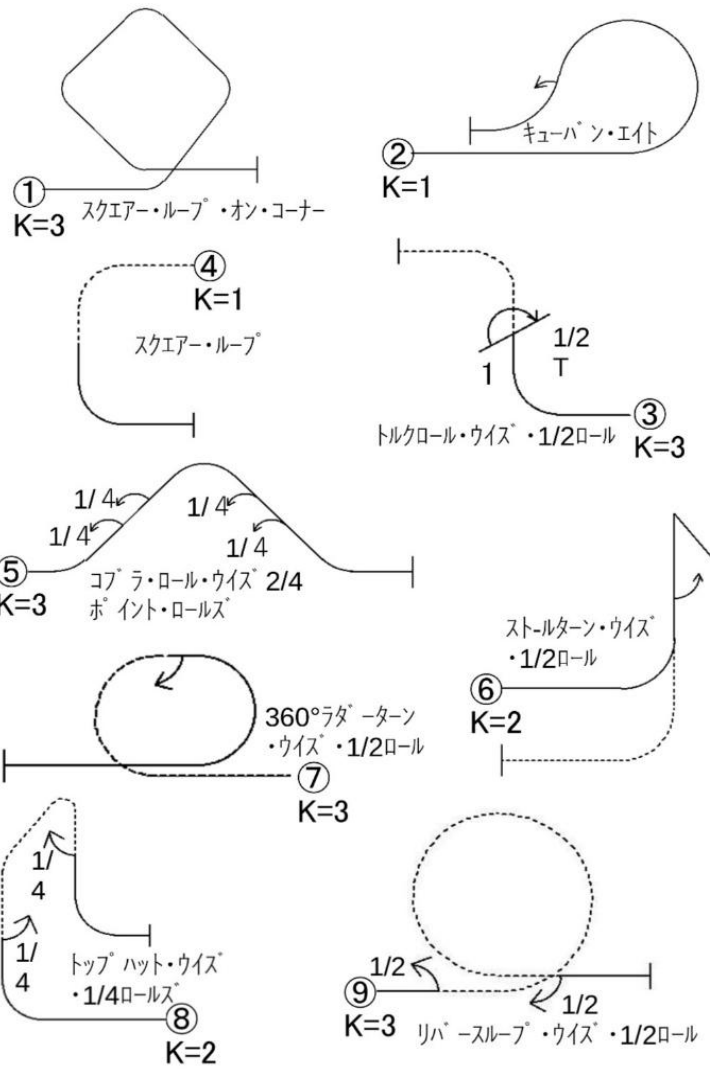 ①
K=3
スクエアー・ループ・オン・コーナー
キューバン・エイト
②
K=1
④
K=1
スクエアー・ループ
1/2
T
1
③
K=3
トルクロール・ウイズ・1/2ロール
1/4
1/4
1/4
1/4
⑤
K=3
コブラ・ロール・ウイズ 2/4
ポイント・ロールズ
ストールターン・ウイズ
・1/2ロール
⑥
K=2
360°ラダーターン
・ウイズ・1/2ロール
⑦
K=3
1/
4
1/
4
トップハット・ウイズ
・1/4ロールズ
⑧
K=2
1/2
⑨
K=3
1/2
リバースループ・ウイズ・1/2ロール